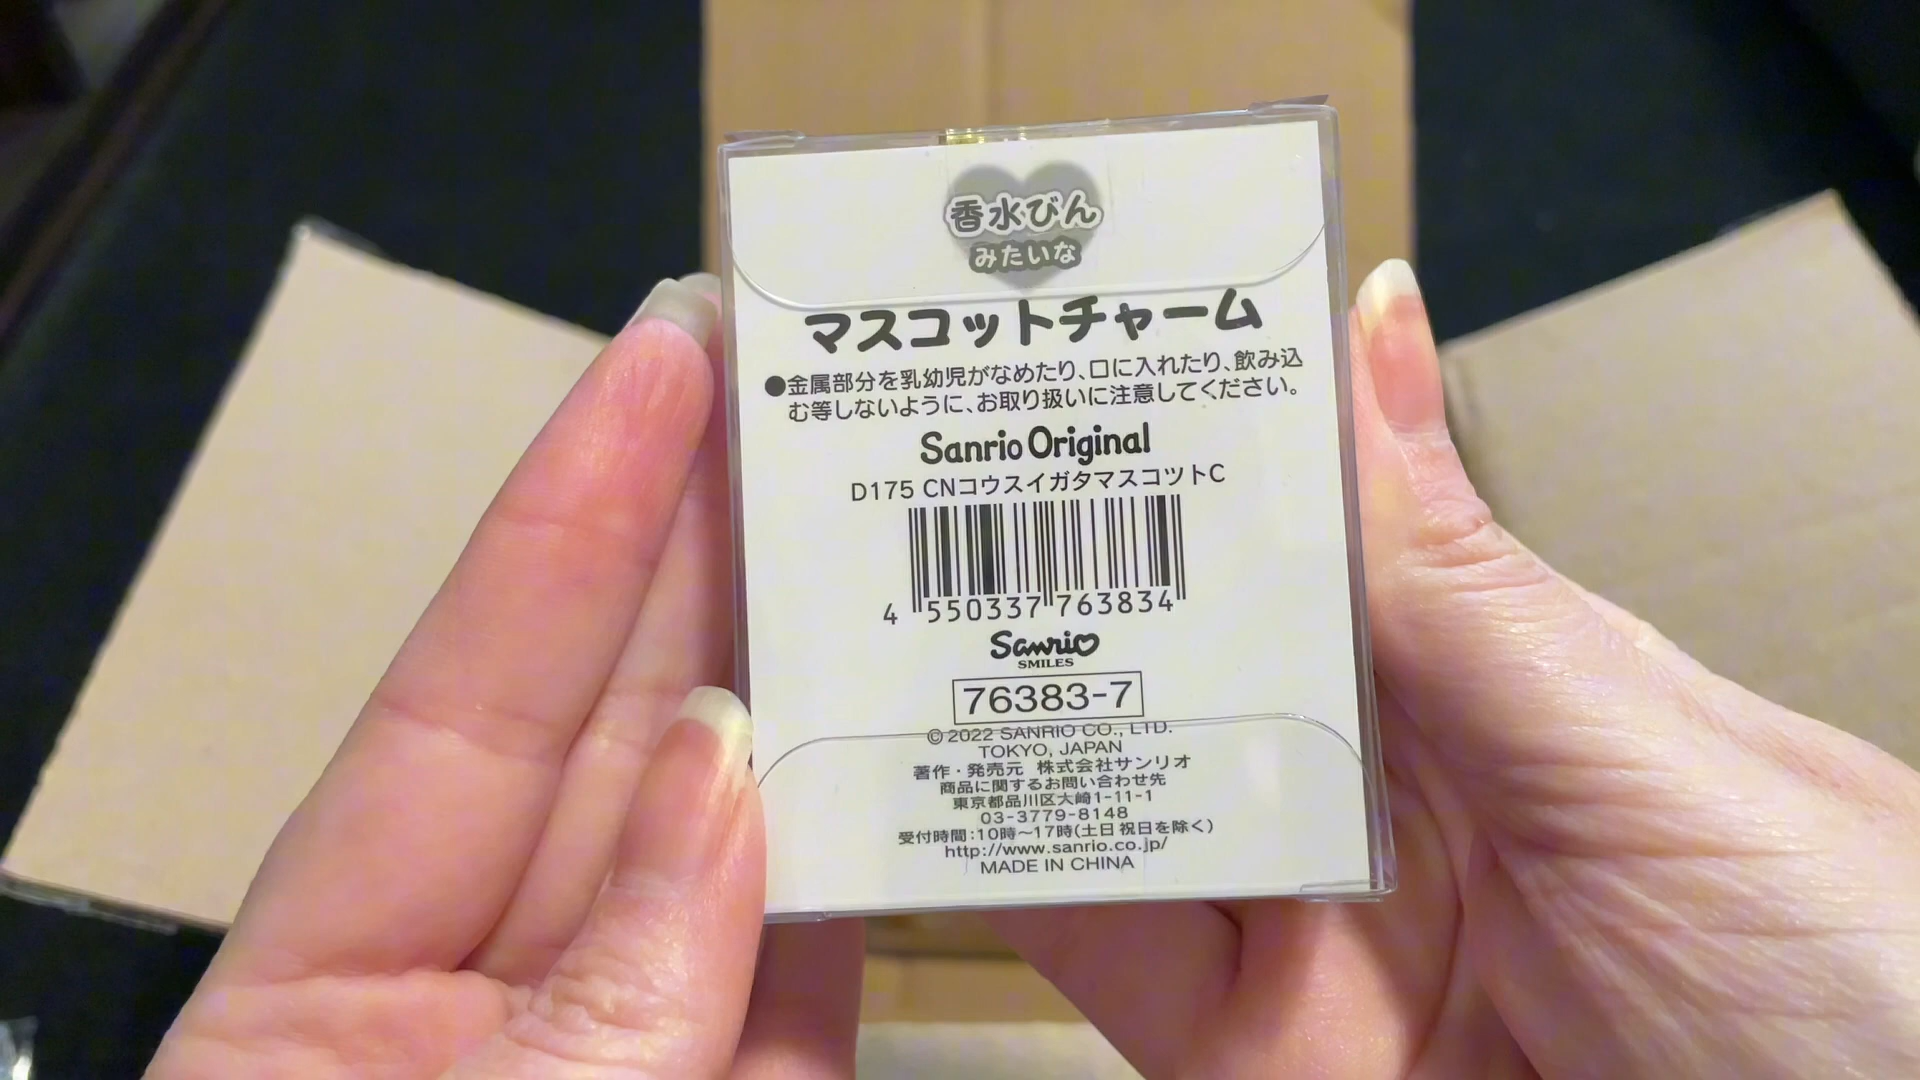 香水びん
みたいな
マスコットチャーム
●金属部分を乳幼児がなめたり、口に入れたり、飲み込
む等しないように、お取り扱いに注意してください。
Sanrio Original
D175 CNコウスイガタマスコツトC
4 550337 763834
Sanrio
SMILES
76383-7
© 2022 SANRIO CO., LTD.
TOKYO, JAPAN
著作・発売元 株式会社サンリオ
商品に関するお問い合わせ先
東京都品川区大崎1-11-1
03-3779-8148
受付時間:10時～17時(土日祝日を除く)
http://www.sanrio.co.jp/
MADE IN CHINA